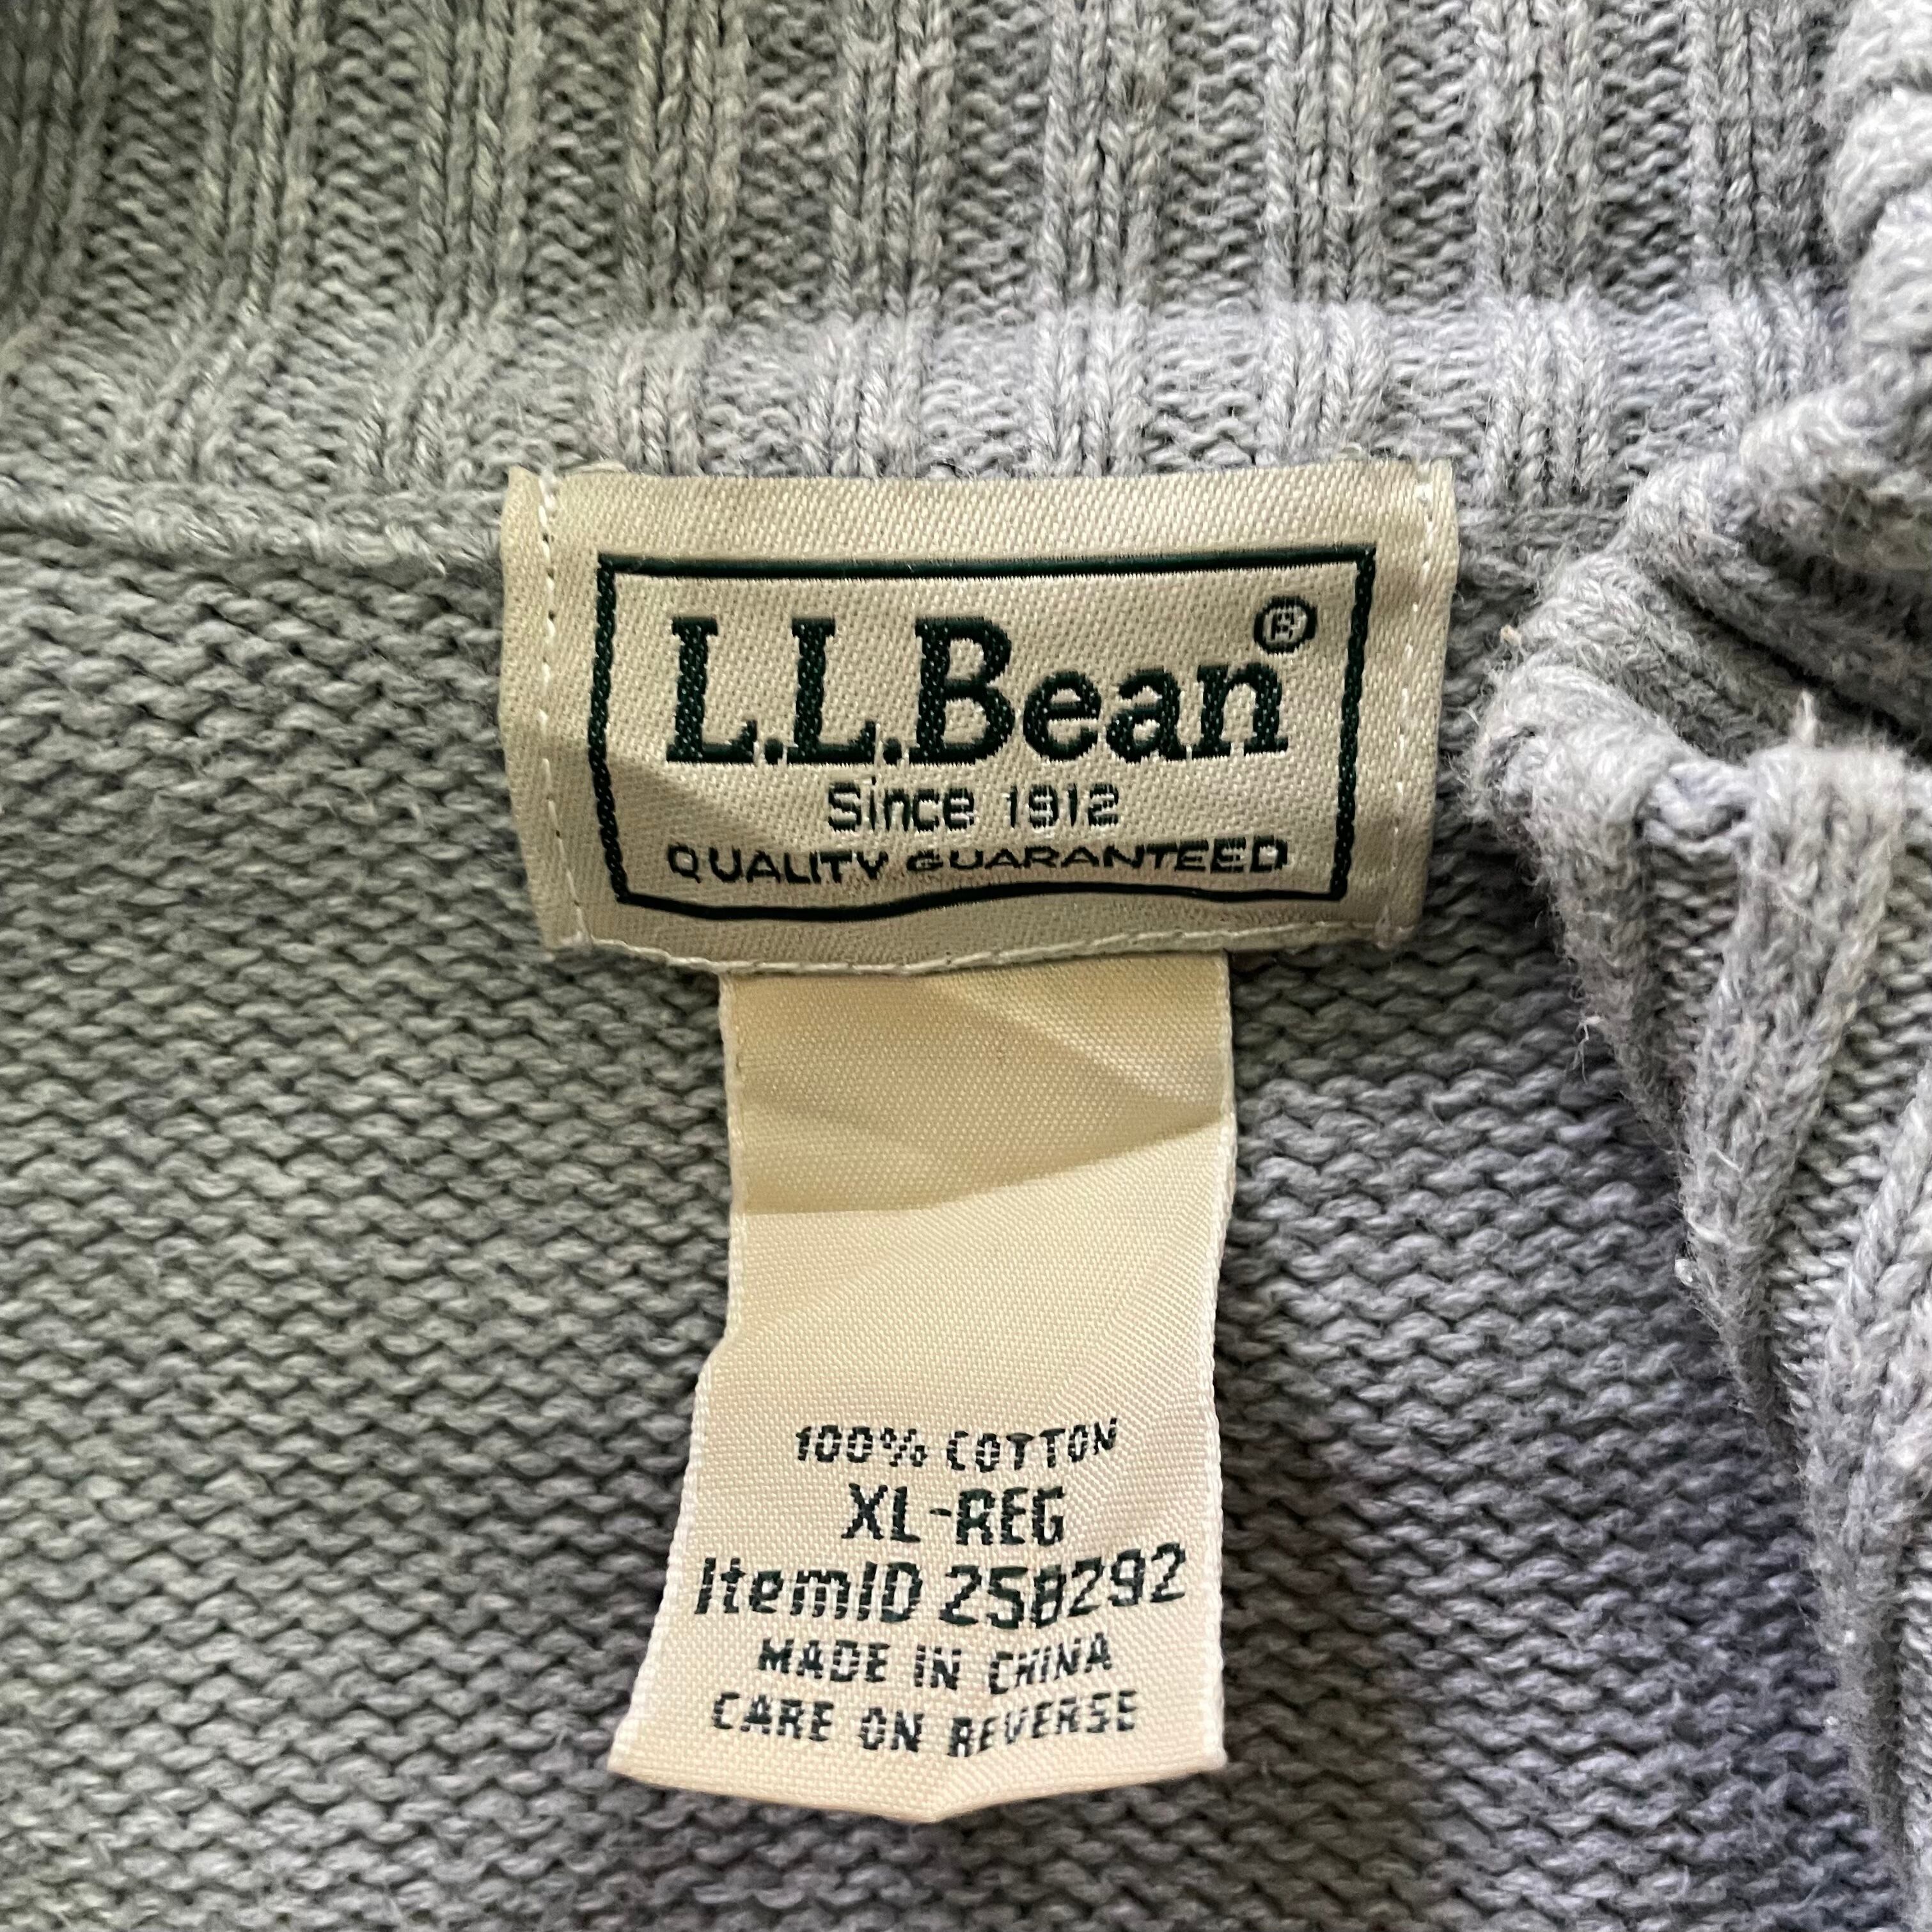 L.L.Bean®
Since 1912
QUALITY GUARANTEED
100% COTTON
XL-REG
ItemID 258292
MADE IN CHINA
CARE ON REVERSE